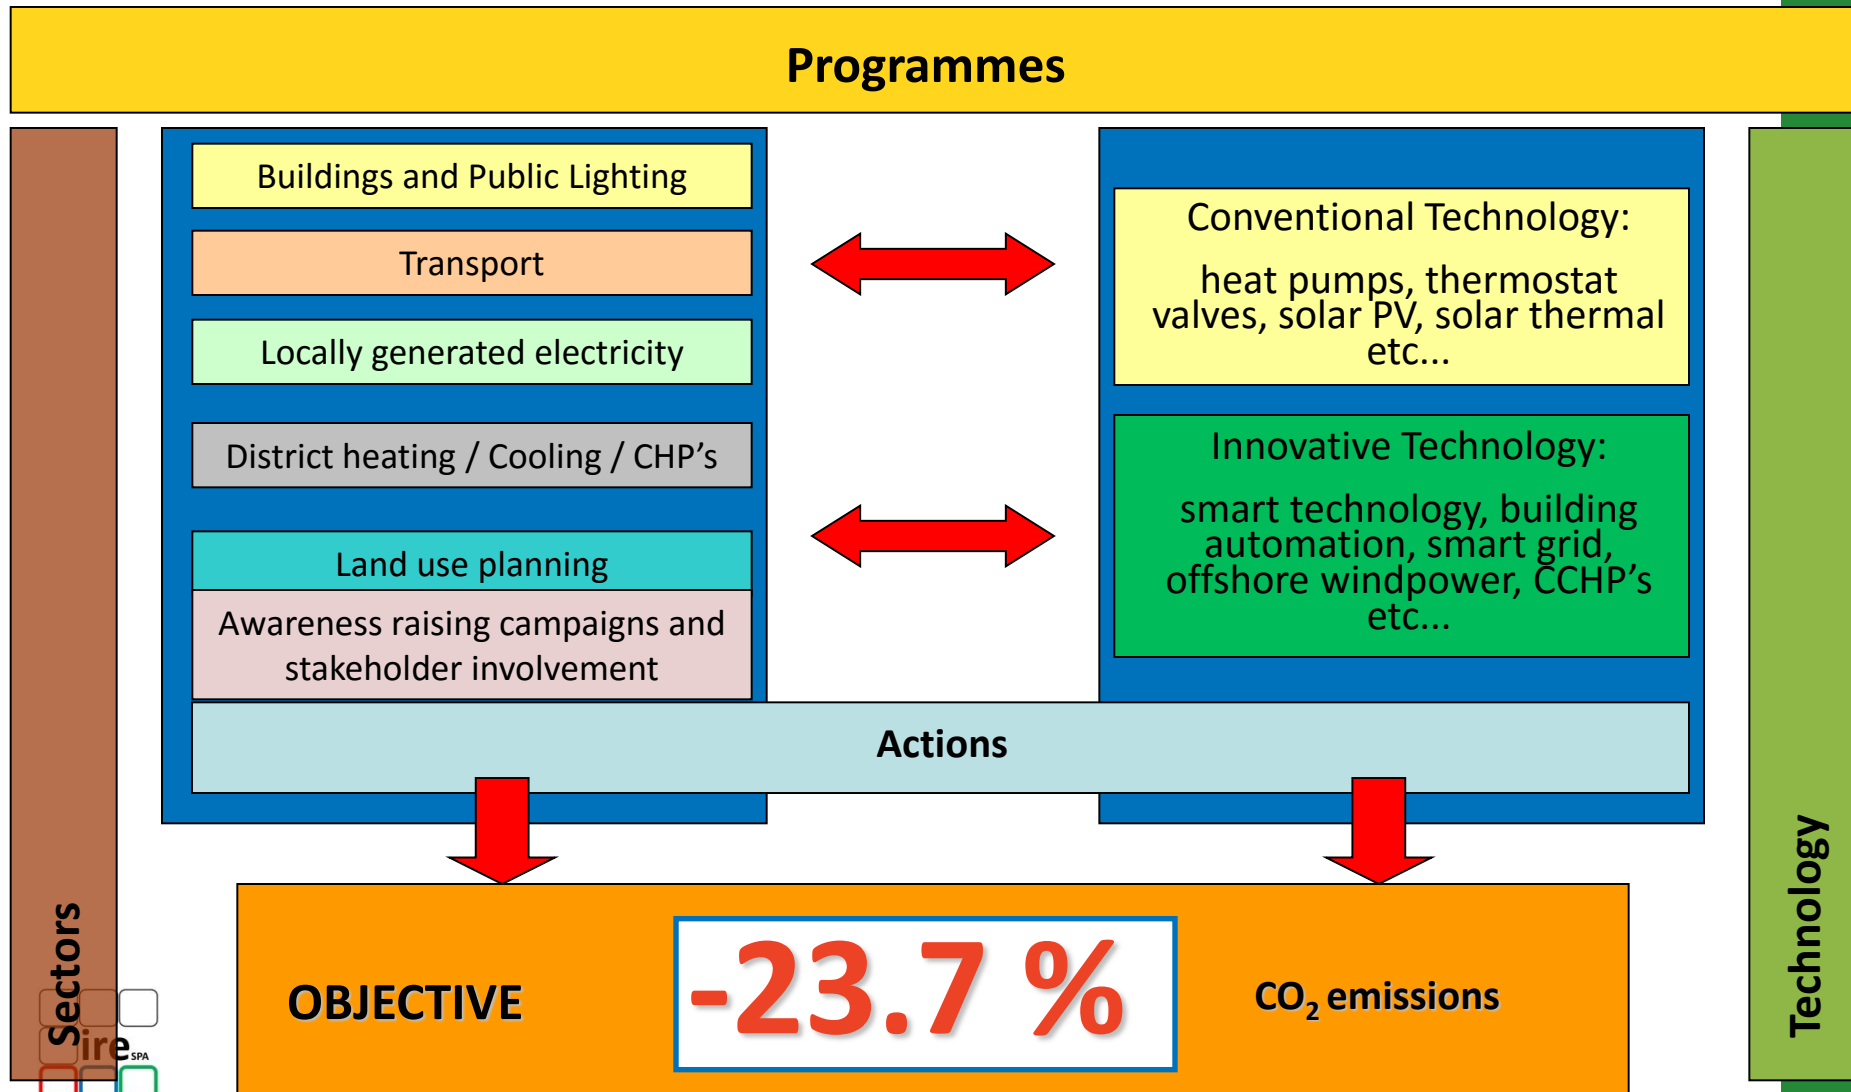 Programmes
Sectors
Buildings and Public Lighting
Transport
Locally generated electricity
District heating / Cooling / CHP’s
Land use planning
Awareness raising campaigns and
stakeholder involvement
Conventional Technology:
heat pumps, thermostat
valves, solar PV, solar thermal
etc...
Innovative Technology:
smart technology, building
automation, smart grid,
offshore windpower, CCHP’s
etc...
Technology
Actions
OBJECTIVE
-23.7 %
CO₂ emissions
ire SPA